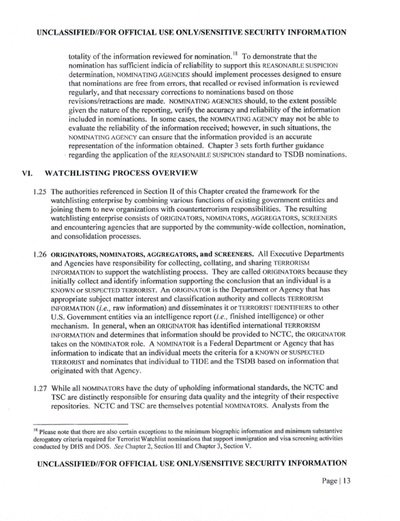 UNCLASSIFIED//FOR OFFICIAL USE ONLY/SENSITIVE SECURITY INFORMATION
totality of the information reviewed for nomination.18 To demonstrate that the
nomination has sufficient indicia of reliability to support this REASONABLE SUSPICION
determination, NOMINATING AGENCIES should implement processes designed to ensure
that nominations are free from errors, that recalled or revised information is reviewed
regularly, and that necessary corrections to nominations based on those
revisions/retractions are made. NOMINATING AGENCIES should, to the extent possible
given the nature of the reporting, verify the accuracy and reliability of the information
included in nominations. In some cases, the NOMINATING AGENCY may not be able to
evaluate the reliability of the information received; however, in such situations, the
NOMINATING AGENCY can ensure that the information provided is an accurate
representation of the information obtained. Chapter 3 sets forth further guidance
regarding the application of the REASONABLE SUSPICION standard to TSDB nominations.
VI. WATCHLISTING PROCESS OVERVIEW
1.25 The authorities referenced in Section II of this Chapter created the framework for the
watchlisting enterprise by combining various functions of existing government entities and
joining them to new organizations with counterterrorism responsibilities. The resulting
watchlisting enterprise consists of ORIGINATORS, NOMINATORS, AGGREGATORS, SCREENERS
and encountering agencies that are supported by the community-wide collection, nomination,
and consolidation processes.
1.26 ORIGINATORS, NOMINATORS, AGGREGATORS, and SCREENERS. All Executive Departments
and Agencies have responsibility for collecting, collating, and sharing TERRORISM
INFORMATION to support the watchlisting process. They are called ORIGINATORS because they
initially collect and identify information supporting the conclusion that an individual is a
KNOWN or SUSPECTED TERRORIST. An ORIGINATOR is the Department or Agency that has
appropriate subject matter interest and classification authority and collects TERRORISM
INFORMATION (i.e., raw information) and disseminates it or TERRORIST IDENTIFIERS to other
U.S. Government entities via an intelligence report (i.e., finished intelligence) or other
mechanism. In general, when an ORIGINATOR has identified international TERRORISM
INFORMATION and determines that information should be provided to NCTC, the ORIGINATOR
takes on the NOMINATOR role. A NOMINATOR is a Federal Department or Agency that has
information to indicate that an individual meets the criteria for a KNOWN or SUSPECTED
TERRORIST and nominates that individual to TIDE and the TSDB based on information that
originated with that Agency.
1.27 While all NOMINATORS have the duty of upholding informational standards, the NCTC and
TSC are distinctly responsible for ensuring data quality and the integrity of their respective
repositories. NCTC and TSC are themselves potential NOMINATORS. Analysts from the
18 Please note that there are also certain exceptions to the minimum biographic information and minimum substantive
derogatory criteria required for Terrorist Watchlist nominations that support immigration and visa screening activities
conducted by DHS and DOS. See Chapter 2, Section III and Chapter 3, Section V.
UNCLASSIFIED//FOR OFFICIAL USE ONLY/SENSITIVE SECURITY INFORMATION
Page | 13